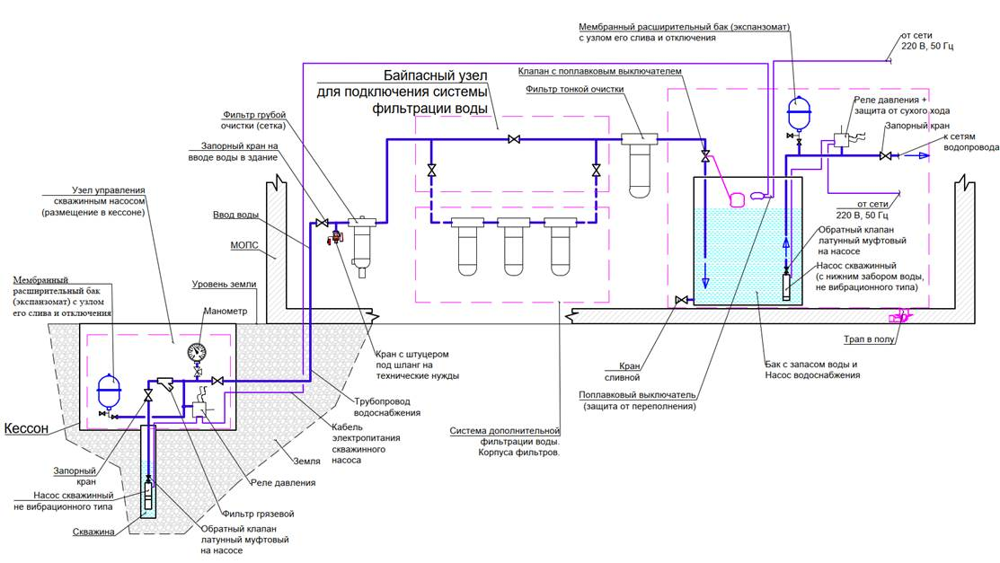 Мембранный расширительный бак (экспанзомат)
с узлом его слива и отключения
от сети
220 В, 50 Гц
Байпасный узел
для подключения системы
фильтрации воды
Клапан с поплавковым выключателем
Фильтр тонкой очистки
Реле давления +
защита от сухого хода
Запорный кран
к сетям
водопровода
Фильтр грубой
очистки (сетка)
Запорный кран на
вводе воды в здание
Узел управления
скважинным насосом
(размещение в кессоне)
Ввод воды
МОПС
Уровень земли
от сети
220 В, 50 Гц
Обратный клапан
латунный муфтовый
на насосе
Насос скважинный
(с нижним забором воды,
не вибрационного типа)
Мембранный
расширительный бак
(экспанзомат) с узлом
его слива и отключения
Манометр
Трап в полу
Кран с штуцером
под шланг на
технические нужды
Кран
сливной
Бак с запасом воды и
Насос водоснабжения
Поплавковый выключатель
(защита от переполнения)
Трубопровод
водоснабжения
Кессон
Кабель
электропитания
скважинного
насоса
Система дополнительной
фильтрации воды.
Корпуса фильтров.
Земля
Запорный
кран
Реле давления
Насос скважинный
не вибрационного типа
Фильтр грязевой
Скважина
Обратный клапан
латунный муфтовый
на насосе